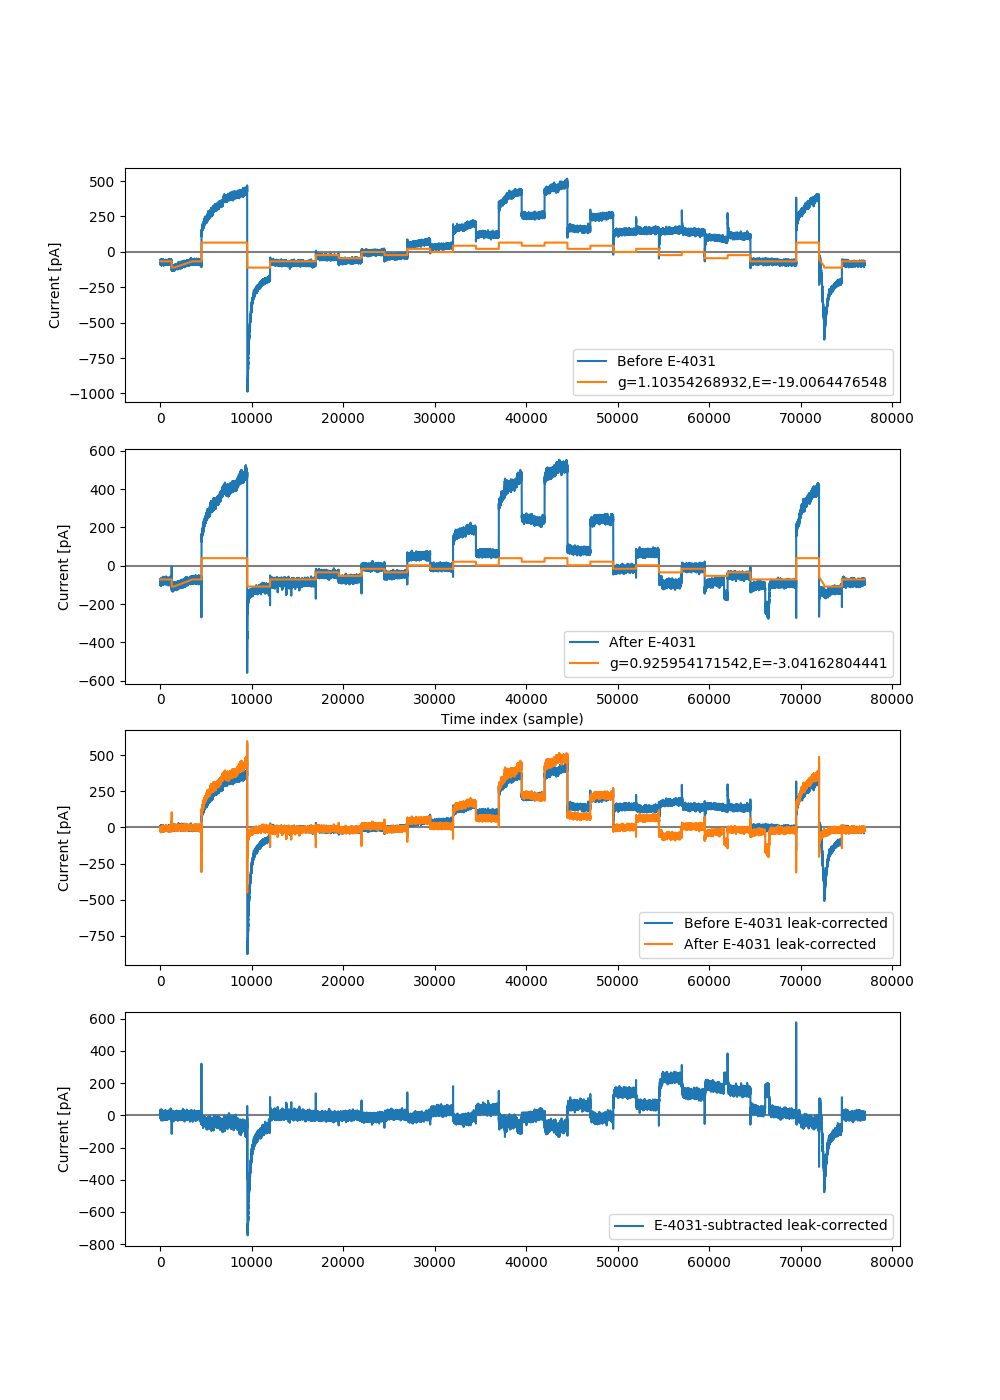 500
250
0
−250
−500
−750
−1000
Current [pA]
Before E-4031
g=1.10354268932,E=-19.0064476548
0 10000 20000 30000 40000 50000 60000 70000 80000
600
400
200
0
−200
−400
−600
Current [pA]
After E-4031
g=0.925954171542,E=-3.04162804441
0 10000 20000 30000 40000 50000 60000 70000 80000
Time index (sample)
500
250
0
−250
−500
−750
Current [pA]
Before E-4031 leak-corrected
After E-4031 leak-corrected
0 10000 20000 30000 40000 50000 60000 70000 80000
600
400
200
0
−200
−400
−600
−800
Current [pA]
E-4031-subtracted leak-corrected
0 10000 20000 30000 40000 50000 60000 70000 80000